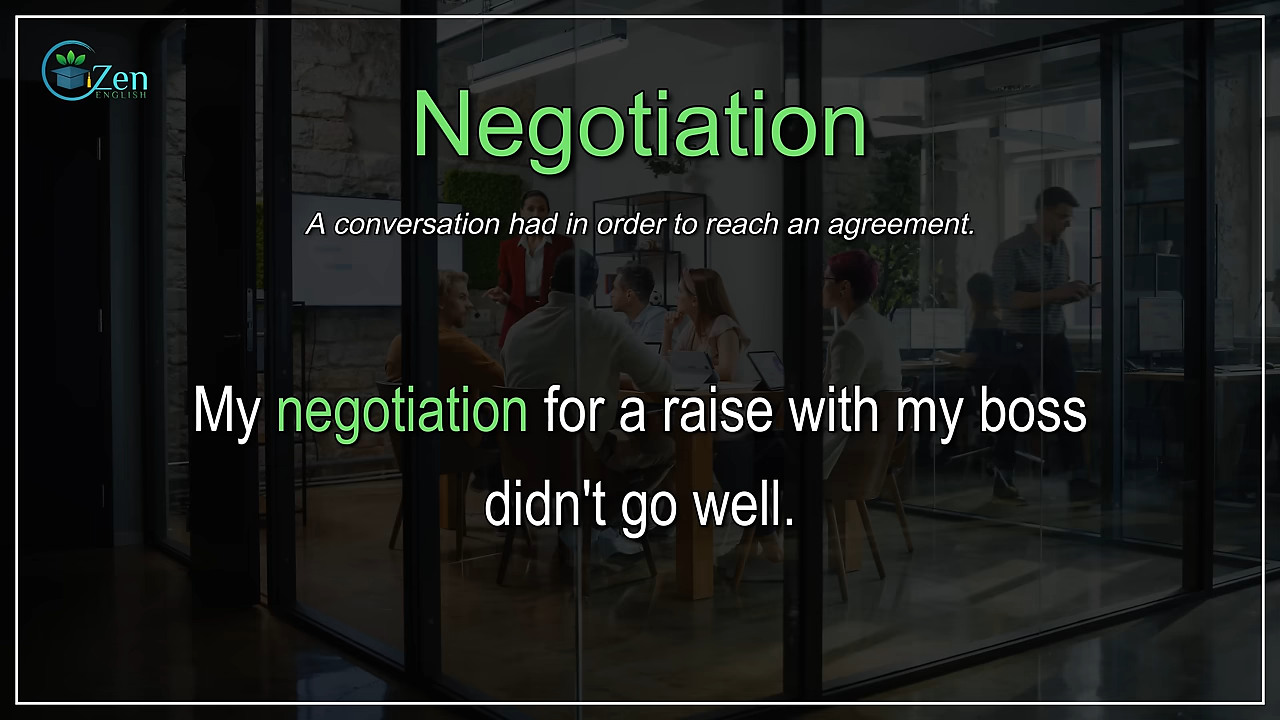 Zen
ENGLISH
Negotiation
A conversation had in order to reach an agreement.
My negotiation for a raise with my boss
didn't go well.